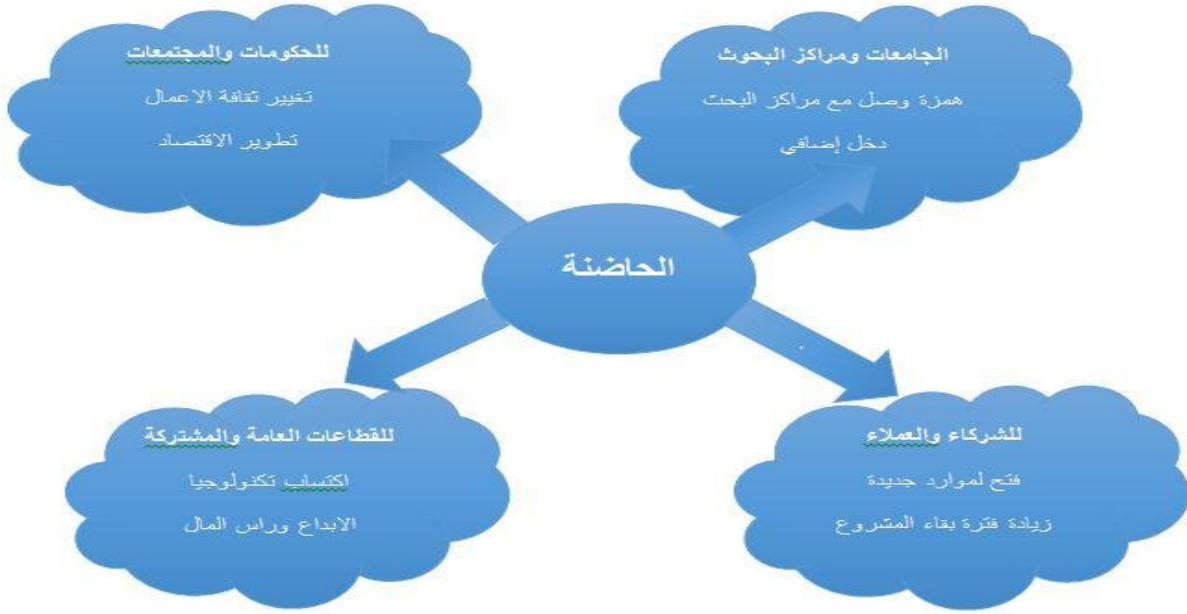 الجامعات ومراكز البحوث
همزة وصل مع مراكز البحث
دخل إضافي
للحكومات والمجتمعات
تغيير ثقافة الاعمال
تطوير الاقتصاد
الحاضنة
للشركاء والعملاء
فتح لموارد جديدة
زيادة فترة بقاء المشروع
للقطاعات العامة والمشتركة
اكتساب تكنولوجيا
الابداع وراس المال